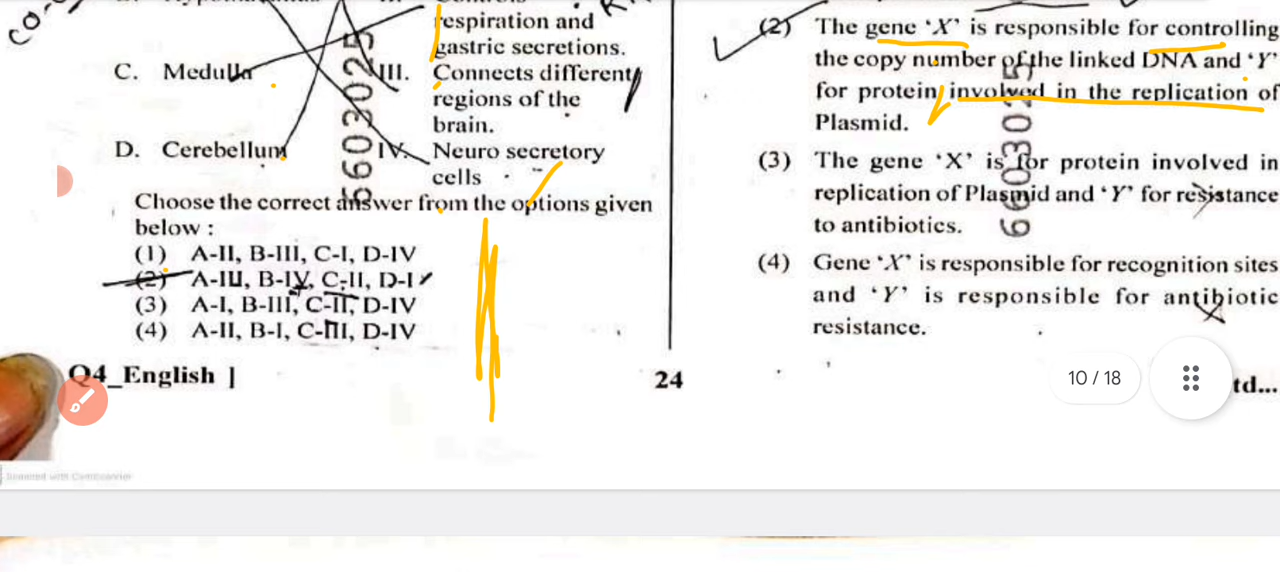 respiration and
gastric secretions.
C. Medulla III. Connects different
regions of the
brain.
D. Cerebellum IV. Neuro secretory
cells
Choose the correct answer from the options given
below :
(1) A-II, B-III, C-I, D-IV
(2) A-III, B-IV, C-II, D-I
(3) A-I, B-III, C-II, D-IV
(4) A-II, B-I, C-III, D-IV
Q4_English ]
24
(2) The gene ‘X’ is responsible for controlling
the copy number of the linked DNA and ‘Y’
for protein involved in the replication of
Plasmid.
(3) The gene ‘X’ is for protein involved in
replication of Plasmid and ‘Y’ for resistance
to antibiotics.
(4) Gene ‘X’ is responsible for recognition sites
and ‘Y’ is responsible for antibiotic
resistance.
10 / 18
td...
6603025
Scanned with CamScanner